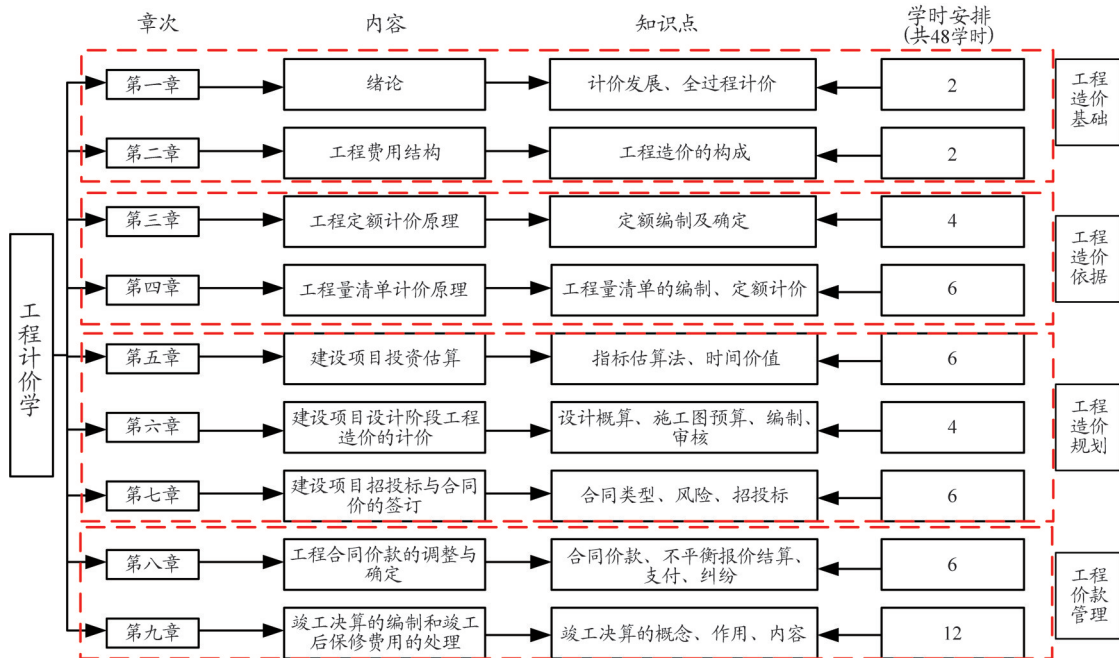 章次
内容
知识点
学时安排
(共48学时)
第一章
绪论
计价发展、全过程计价
2
工程
造价
基础
第二章
工程费用结构
工程造价的构成
2
第三章
工程定额计价原理
定额编制及确定
4
工程
造价
依据
第四章
工程量清单计价原理
工程量清单的编制、定额计价
6
工程计价学
第五章
建设项目投资估算
指标估算法、时间价值
6
工程
造价
规划
第六章
建设项目设计阶段工程
造价的计价
设计概算、施工图预算、编制、
审核
4
第七章
建设项目招投标与合同
价的签订
合同类型、风险、招投标
6
第八章
工程合同价款的调整与
确定
合同价款、不平衡报价结算、
支付、纠纷
6
工程
价款
管理
第九章
竣工决算的编制和竣工
后保修费用的处理
竣工决算的概念、作用、内容
12